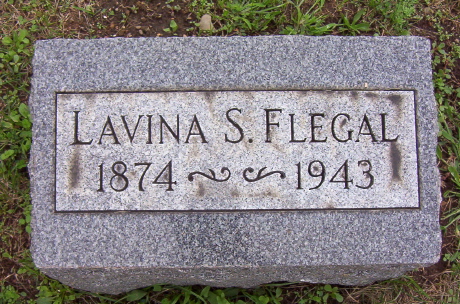 LAVINA S. FLEGAL
1874 ~ ~ 1943